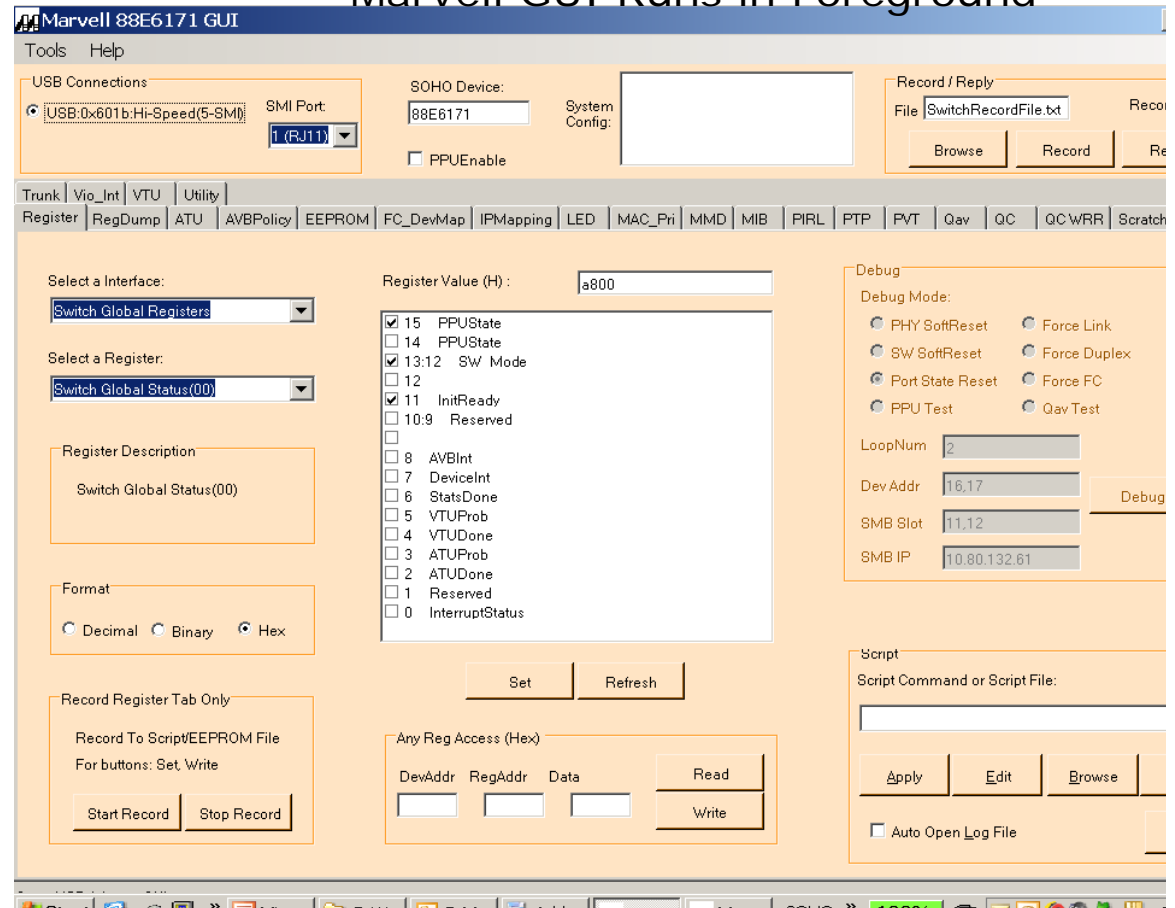 Marvell GUI Runs in Foreground
Marvell 88E6171 GUI
Tools Help
USB Connections
USB:0x601b:Hi-Speed(5-SMI)
SMI Port:
1 (RJ11)
SOHO Device:
88E6171
PPUEnable
System
Config:
Record / Reply
File SwitchRecordFile.txt
Browse Record
Trunk Vio_Int VTU Utility
Register RegDump ATU AVBPolicy EEPROM FC_DevMap IPMapping LED MAC_Pri MMD MIB PIRL PTP PVT Qav QC QC WRR Scratch
Select a Interface:
Switch Global Registers
Select a Register:
Switch Global Status(00)
Register Description
Switch Global Status(00)
Format
Decimal Binary Hex
Record Register Tab Only
Record To Script/EEPROM File
For buttons: Set, Write
Start Record Stop Record
Register Value (H) : a800
15 PPUState
14 PPUState
13:12 SW Mode
12
11 InitReady
10:9 Reserved
8 AVBInt
7 DeviceInt
6 StatsDone
5 VTUProb
4 VTUDone
3 ATUProb
2 ATUDone
1 Reserved
0 InterruptStatus
Set Refresh
Any Reg Access (Hex)
DevAddr RegAddr Data
Read
Write
Debug
Debug Mode:
PHY SoftReset Force Link
SW SoftReset Force Duplex
Port State Reset Force FC
PPU Test Qav Test
LoopNum 2
Dev Addr 16,17
Debug
SMB Slot 11,12
SMB IP 10.80.132.61
Script
Script Command or Script File:
Apply Edit Browse
Auto Open Log File